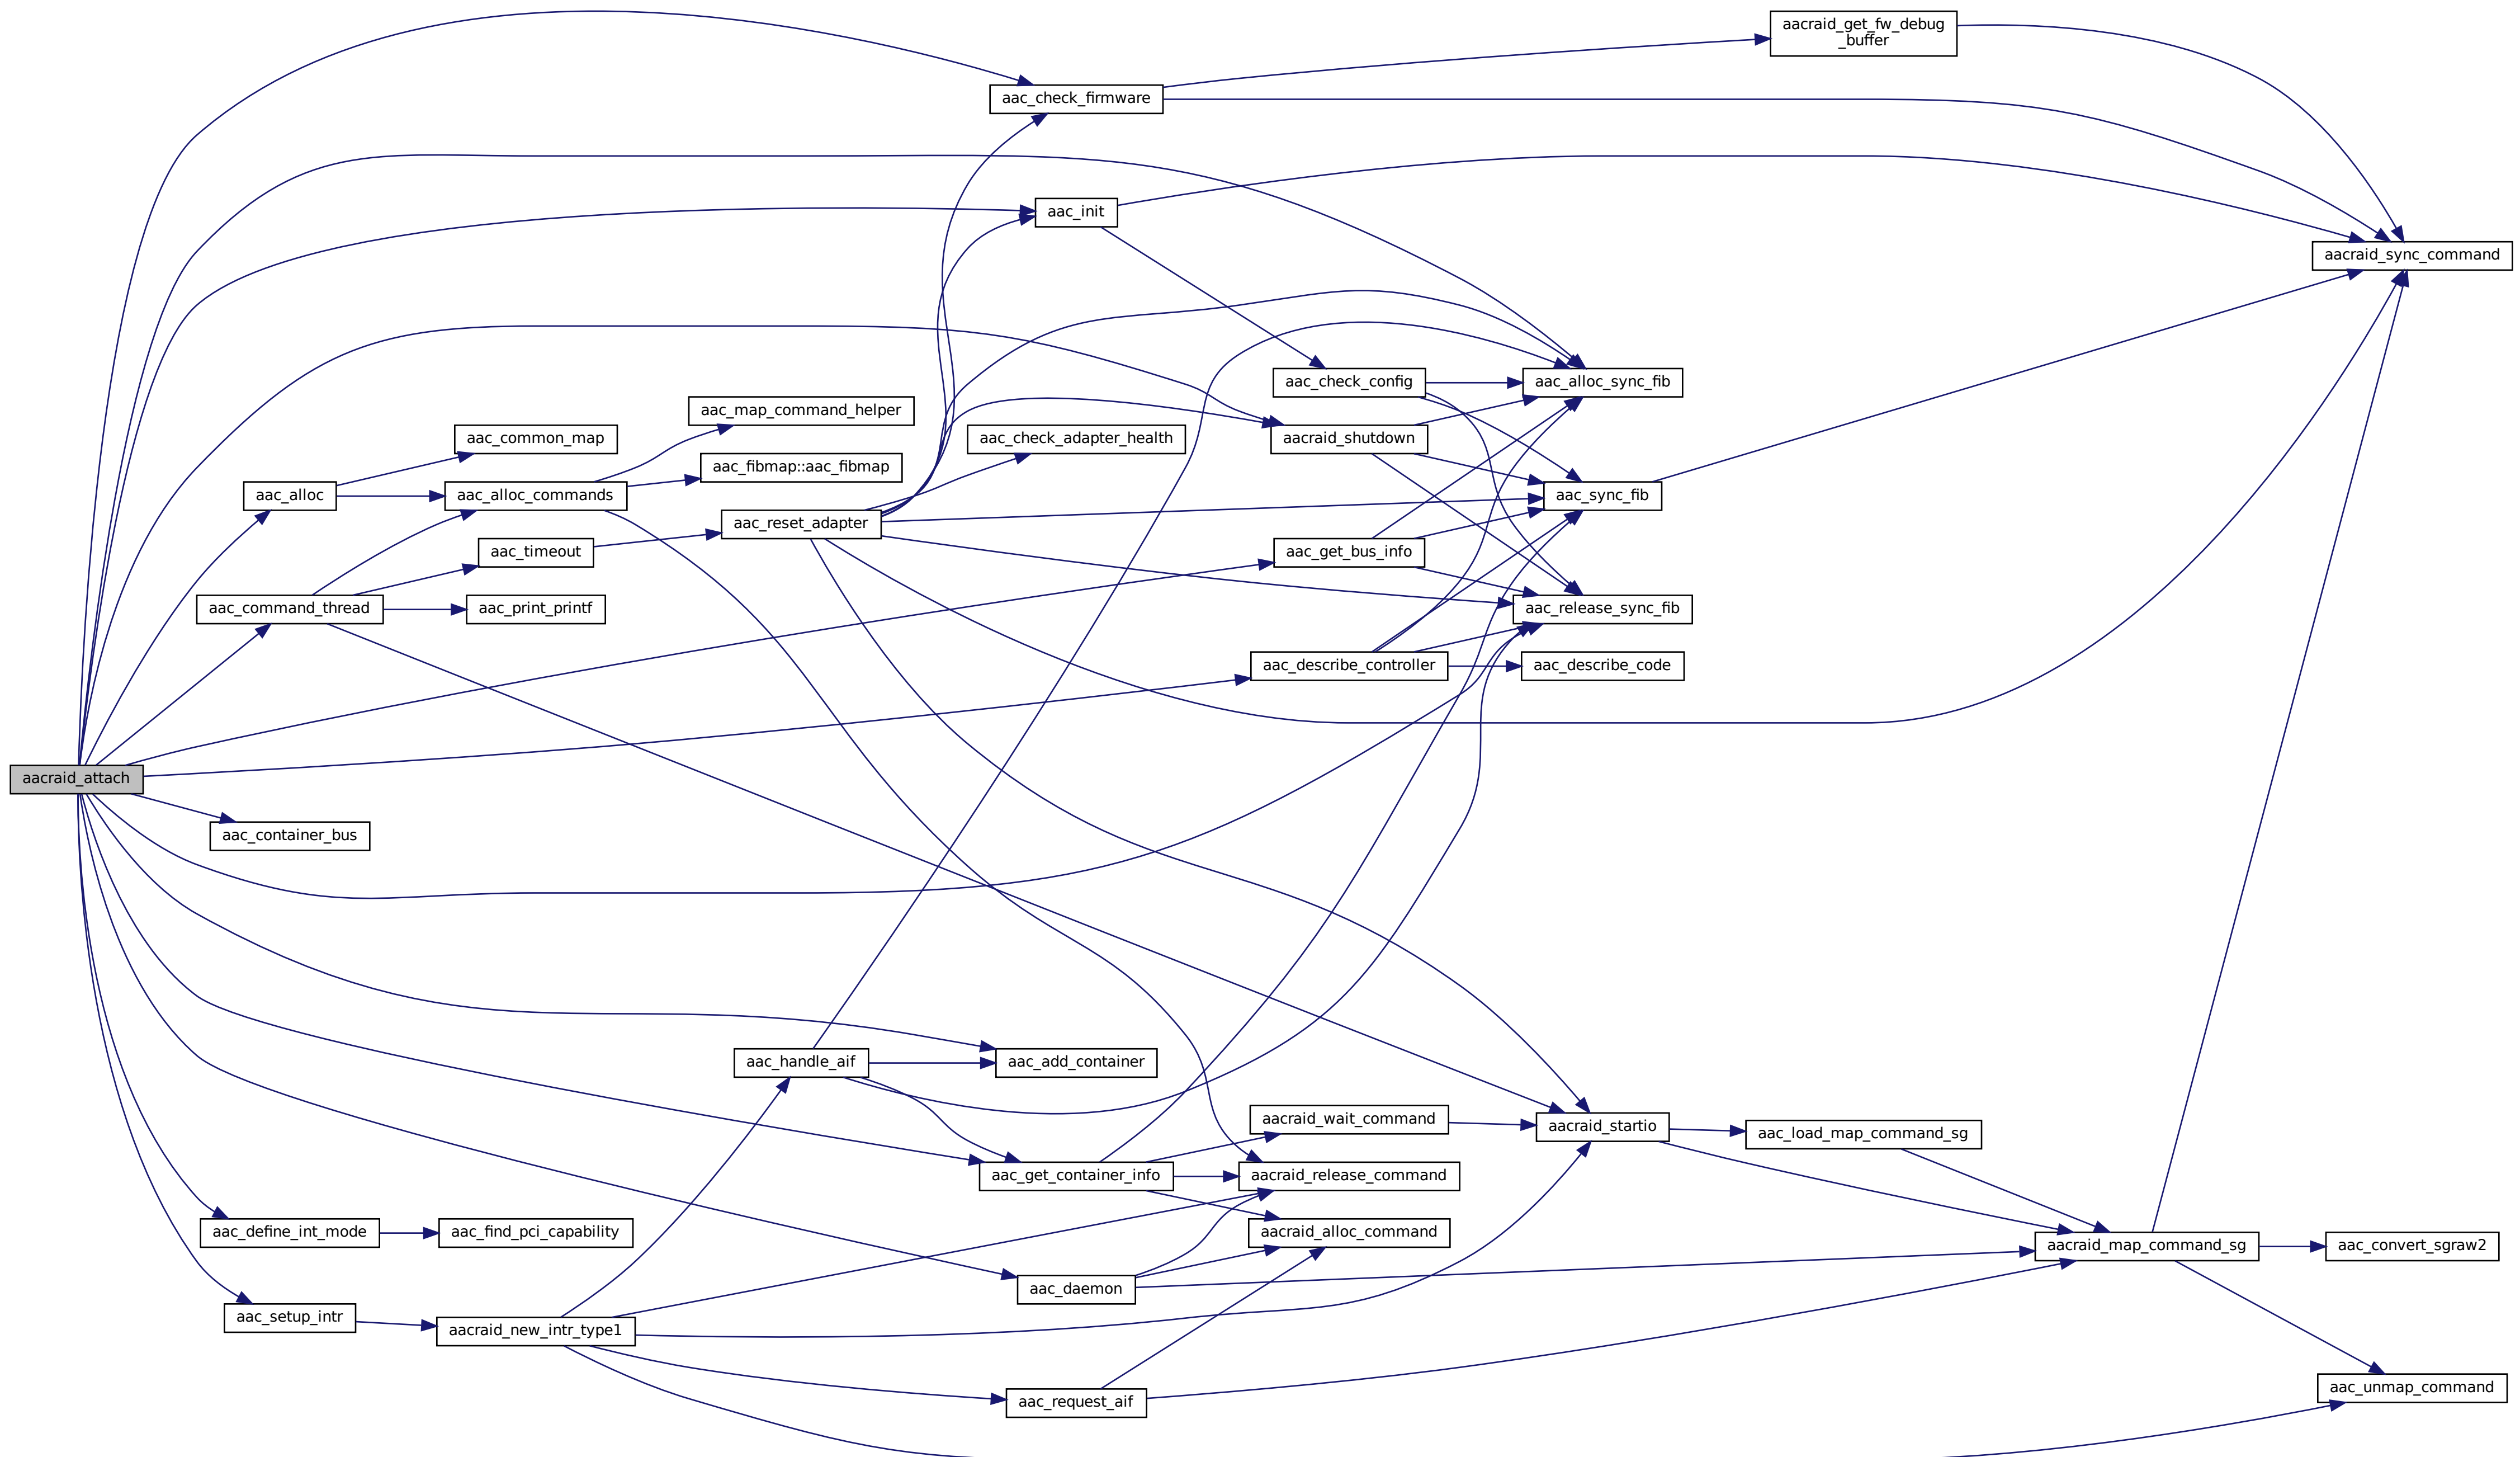 aacraid_get_fw_debug
_buffer
aac_check_firmware
aac_init
aacraid_sync_command
aac_check_config
aac_alloc_sync_fib
aac_map_command_helper
aac_common_map
aac_check_adapter_health
aacraid_shutdown
aac_fibmap::aac_fibmap
aac_alloc
aac_alloc_commands
aac_sync_fib
aac_reset_adapter
aac_timeout
aac_get_bus_info
aac_command_thread
aac_print_printf
aac_release_sync_fib
aac_describe_controller
aac_describe_code
aacraid_attach
aac_container_bus
aac_handle_aif
aac_add_container
aacraid_wait_command
aacraid_startio
aac_load_map_command_sg
aac_get_container_info
aacraid_release_command
aac_define_int_mode
aac_find_pci_capability
aacraid_alloc_command
aacraid_map_command_sg
aac_convert_sgraw2
aac_daemon
aac_setup_intr
aacraid_new_intr_type1
aac_unmap_command
aac_request_aif